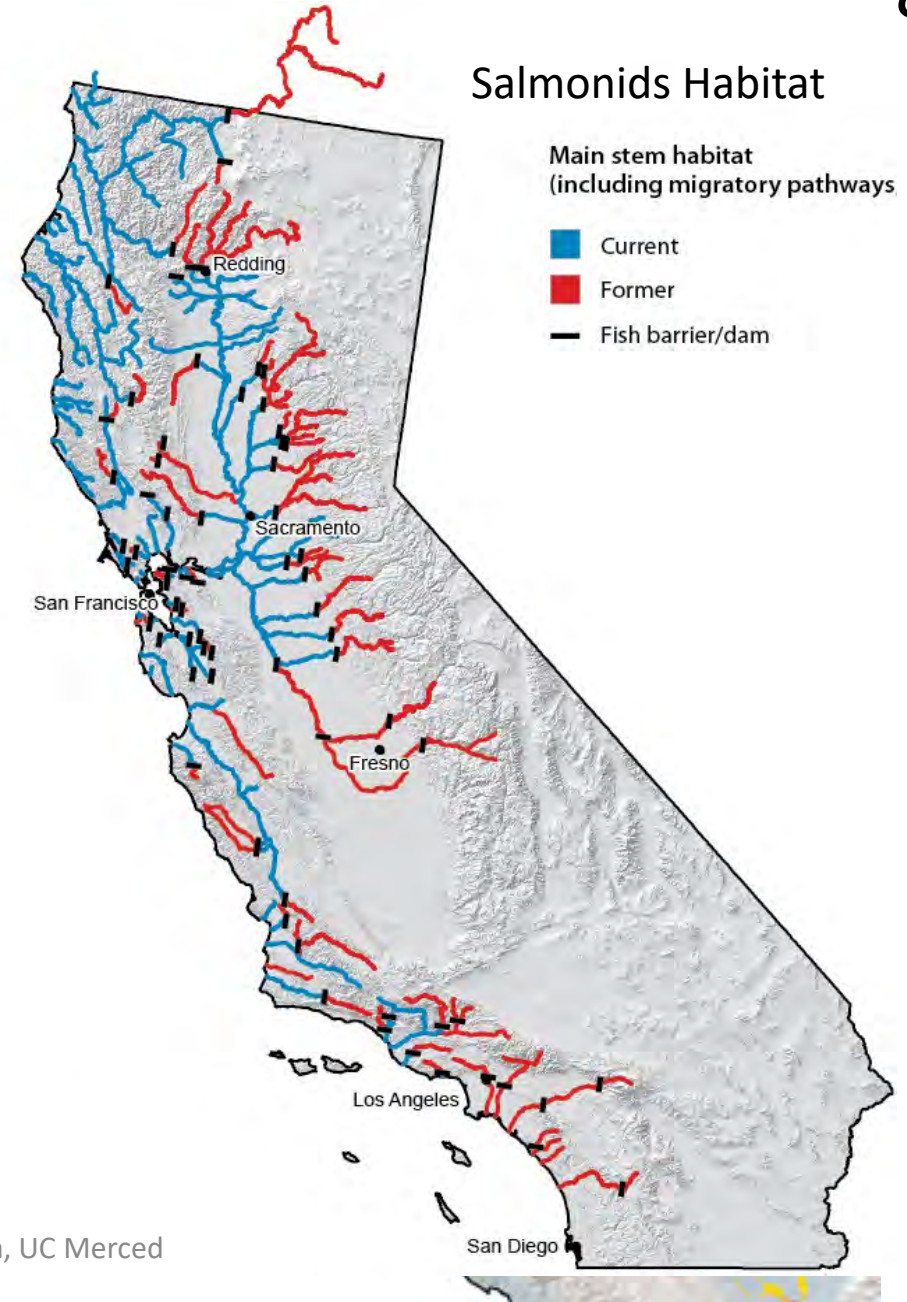 Salmonids Habitat
Main stem habitat
(including migratory pathways
Current
Former
Fish barrier/dam
Redding
Sacramento
San Francisco
Fresno
Los Angeles
San Diego
, UC Merced